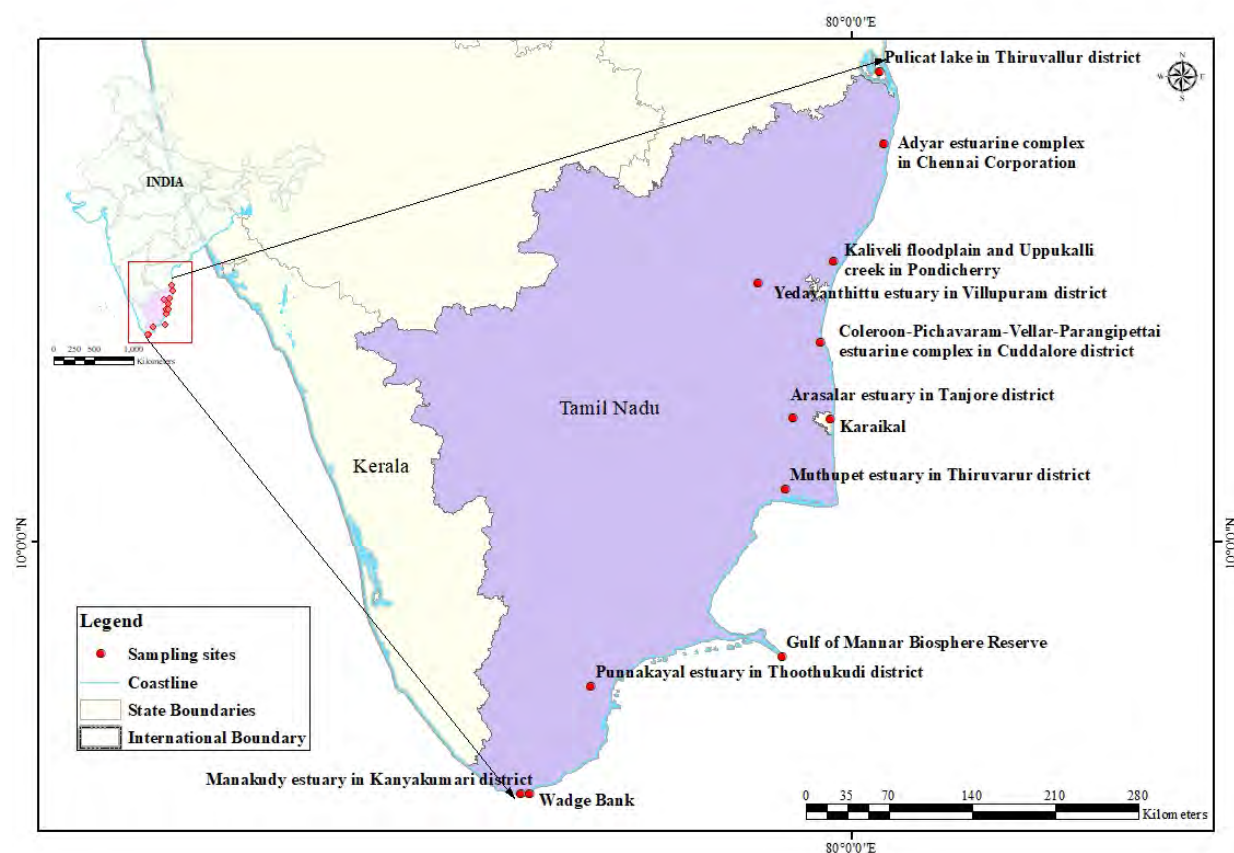 80°0'0"E
Pulicat lake in Thiruvallur district
N
W E
S
Adyar estuarine complex
in Chennai Corporation
INDIA
Kaliveli floodplain and Uppukalli
creek in Pondicherry
Yedayanthittu estuary in Villupuram district
Coleroon-Pichavaram-Vellar-Parangipettai
estuarine complex in Cuddalore district
0 250 500 1,000
Kilometers
Arasalar estuary in Tanjore district
Tamil Nadu
Karaikal
Kerala
Muthupet estuary in Thiruvarur district
10°0'0"N
10°0'0"N
Legend
Sampling sites
Coastline
State Boundaries
International Boundary
Gulf of Mannar Biosphere Reserve
Punnakayal estuary in Thoothukudi district
Manakudy estuary in Kanyakumari district
Wadge Bank
0 35 70 140 210 280
Kilometers
80°0'0"E